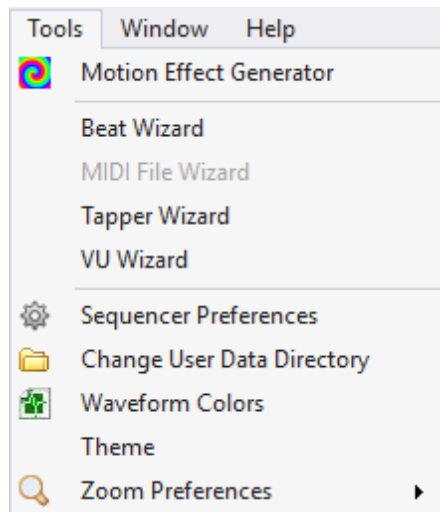 Tools Window Help
Motion Effect Generator
Beat Wizard
MIDI File Wizard
Tapper Wizard
VU Wizard
Sequencer Preferences
Change User Data Directory
Waveform Colors
Theme
Zoom Preferences